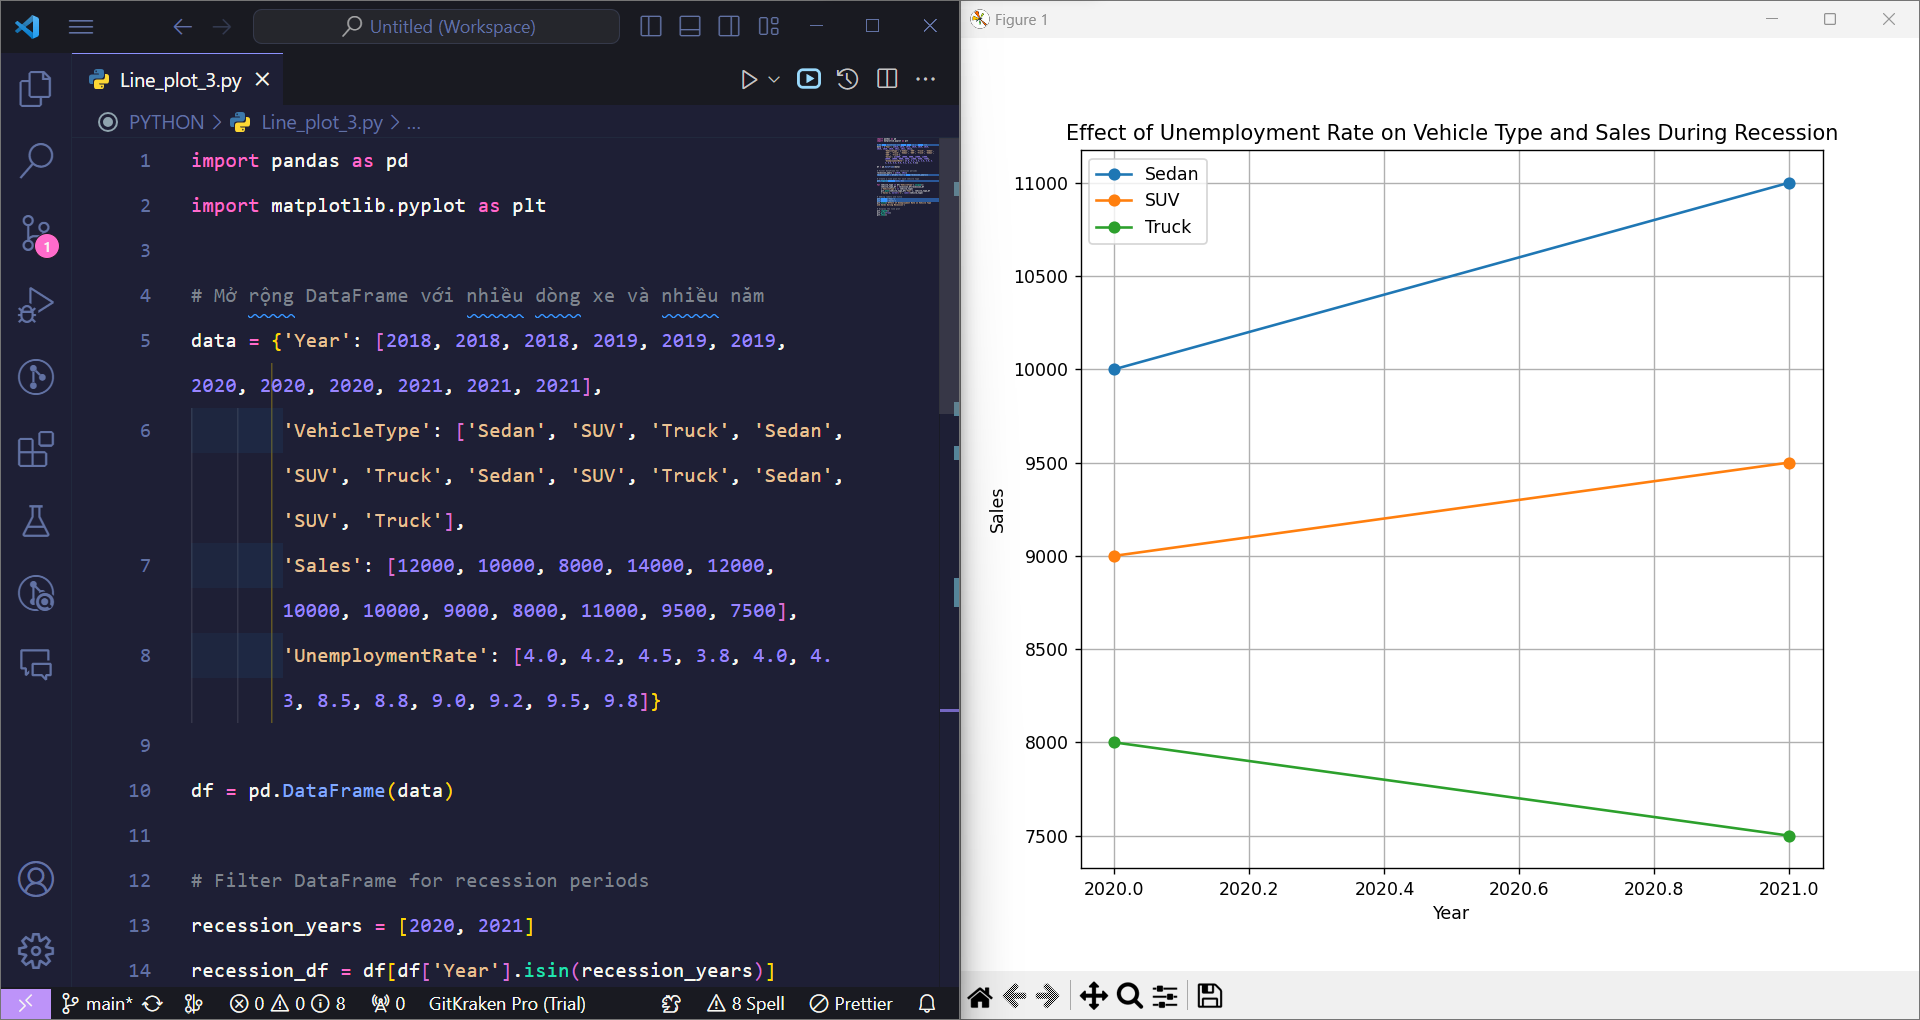 Untitled (Workspace)
Line_plot_3.py
PYTHON > Line_plot_3.py > ...
1 import pandas as pd
2 import matplotlib.pyplot as plt
3
4 # Mở rộng DataFrame với nhiều dòng xe và nhiều năm
5 data = {'Year': [2018, 2018, 2018, 2019, 2019, 2019,
2020, 2020, 2020, 2021, 2021, 2021],
6 'VehicleType': ['Sedan', 'SUV', 'Truck', 'Sedan',
'SUV', 'Truck', 'Sedan', 'SUV', 'Truck', 'Sedan',
'SUV', 'Truck'],
7 'Sales': [12000, 10000, 8000, 14000, 12000,
10000, 10000, 9000, 8000, 11000, 9500, 7500],
8 'UnemploymentRate': [4.0, 4.2, 4.5, 3.8, 4.0, 4.
3, 8.5, 8.8, 9.0, 9.2, 9.5, 9.8]}
9
10 df = pd.DataFrame(data)
11
12 # Filter DataFrame for recession periods
13 recession_years = [2020, 2021]
14 recession_df = df[df['Year'].isin(recession_years)]
1
main* 0 0 8 0 GitKraken Pro (Trial) 8 Spell Prettier
Figure 1
Effect of Unemployment Rate on Vehicle Type and Sales During Recession
Sedan
SUV
Truck
11000
10500
10000
9500
9000
8500
8000
7500
Sales
2020.0 2020.2 2020.4 2020.6 2020.8 2021.0
Year